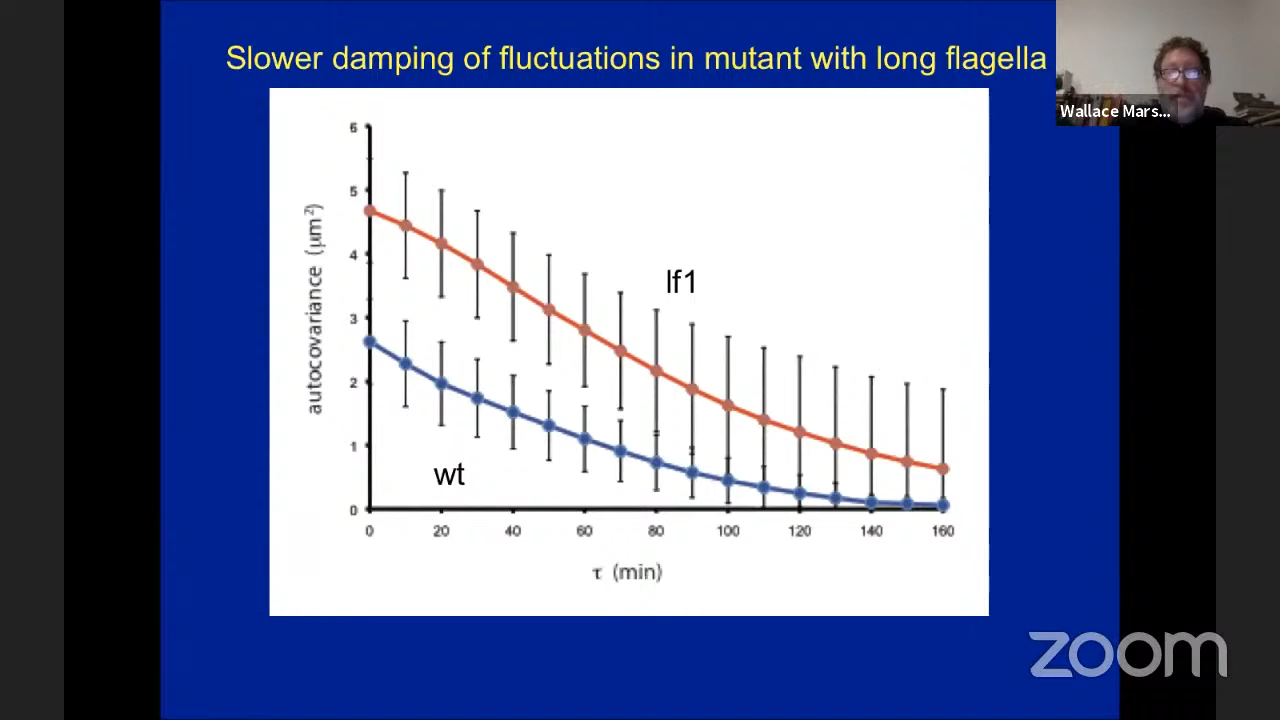 Slower damping of fluctuations in mutant with long flagella
Wallace Mars...
6
5
4
3
2
1
0
autocovariance (μm²)
lf1
wt
0 20 40 60 80 100 120 140 160
τ (min)
zoom